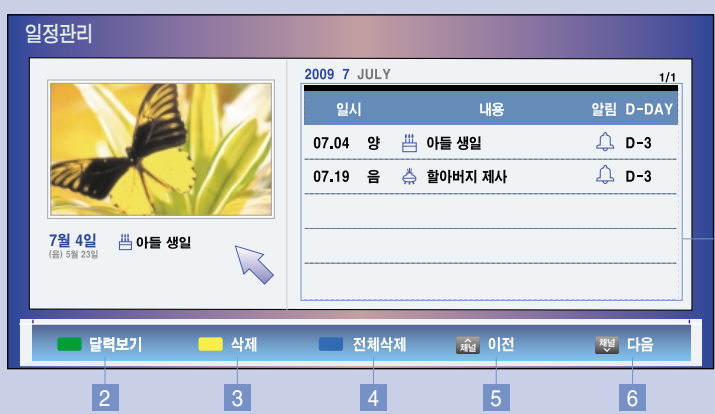 일정관리
2009 7 JULY 1/1
일시 내용 알림 D-DAY
07.04 양 아들 생일 D-3
07.19 음 할아버지 제사 D-3
7월 4일 아들 생일
(음) 5월 23일
달력보기 삭제 전체삭제 채널 이전 채널 다음
2 3 4 5 6